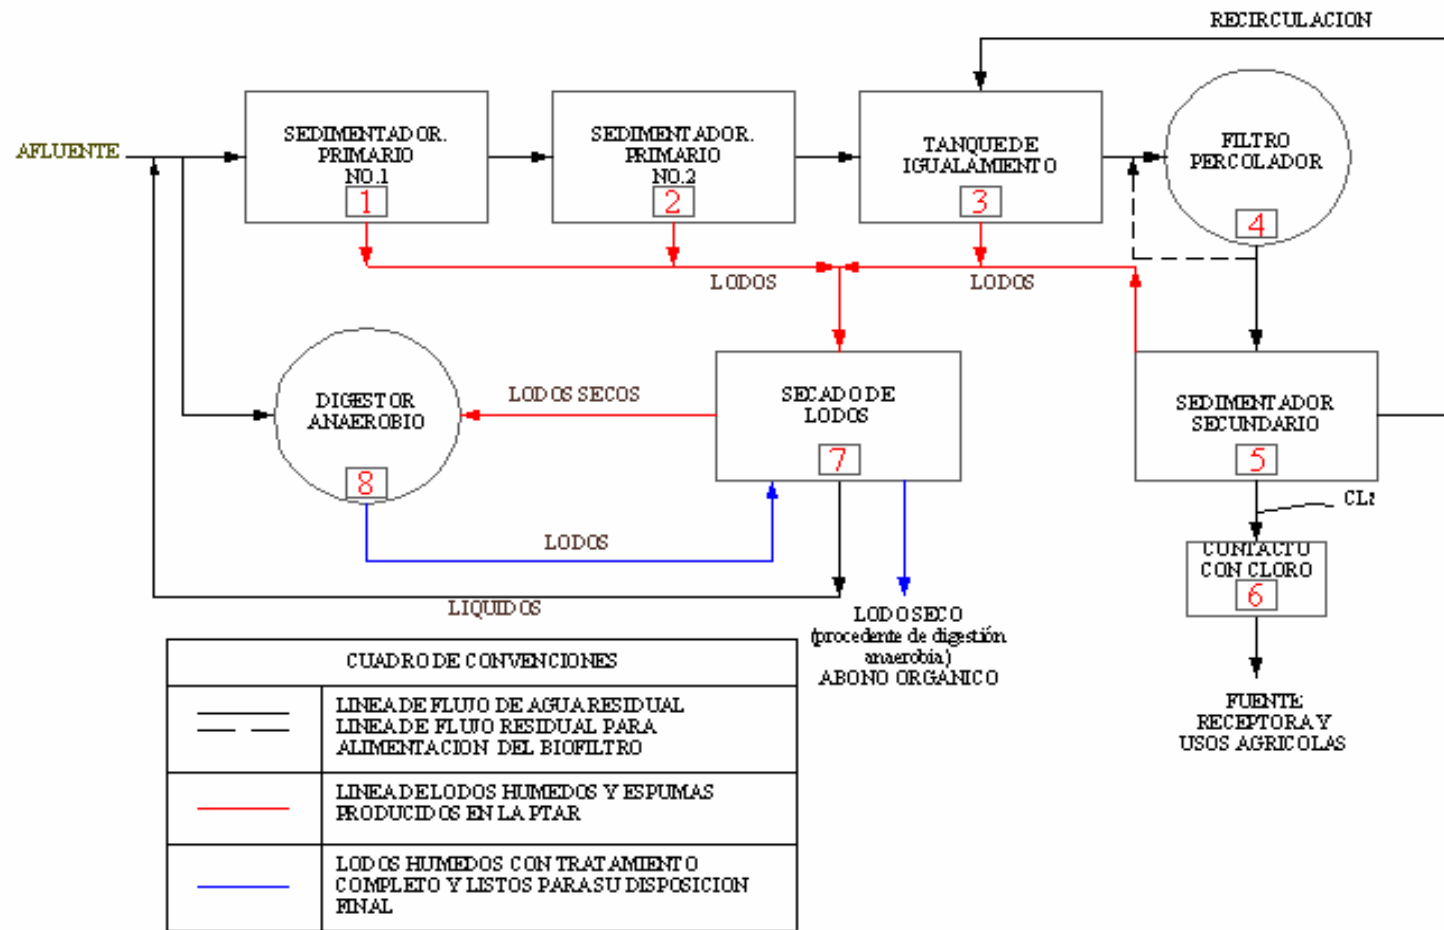 RECIRCULACION
AFLUENTE
SEDIMENTADOR.
PRIMARIO
NO.1
1
SEDIMENTADOR.
PRIMARIO
NO.2
2
TANQUE DE
IGUALAMIENTO
3
FILTRO
PERCOLADOR
4
LODOS
LODOS
DIGESTOR
ANAEROBIO
8
LODOS SECOS
SECADO DE
LODOS
7
SEDIMENTADOR
SECUNDARIO
5
CL2
LODOS
CONTACTO
CON CLORO
6
LIQUIDOS
LODO SECO
(procedente de digestión
anaerobia)
ABONO ORGANICO
FUENTE
RECEPTORA Y
USOS AGRICOLAS
CUADRO DE CONVENCIONES
LINEA DE FLUJO DE AGUA RESIDUAL
LINEA DE FLUJO RESIDUAL PARA
ALIMENTACION DEL BIOFILTRO
LINEA DE LODOS HUMEDOS Y ESPUMAS
PRODUCIDOS EN LA PTAR
LODOS HUMEDOS CON TRATAMIENTO
COMPLETO Y LISTOS PARA SU DISPOSICION
FINAL